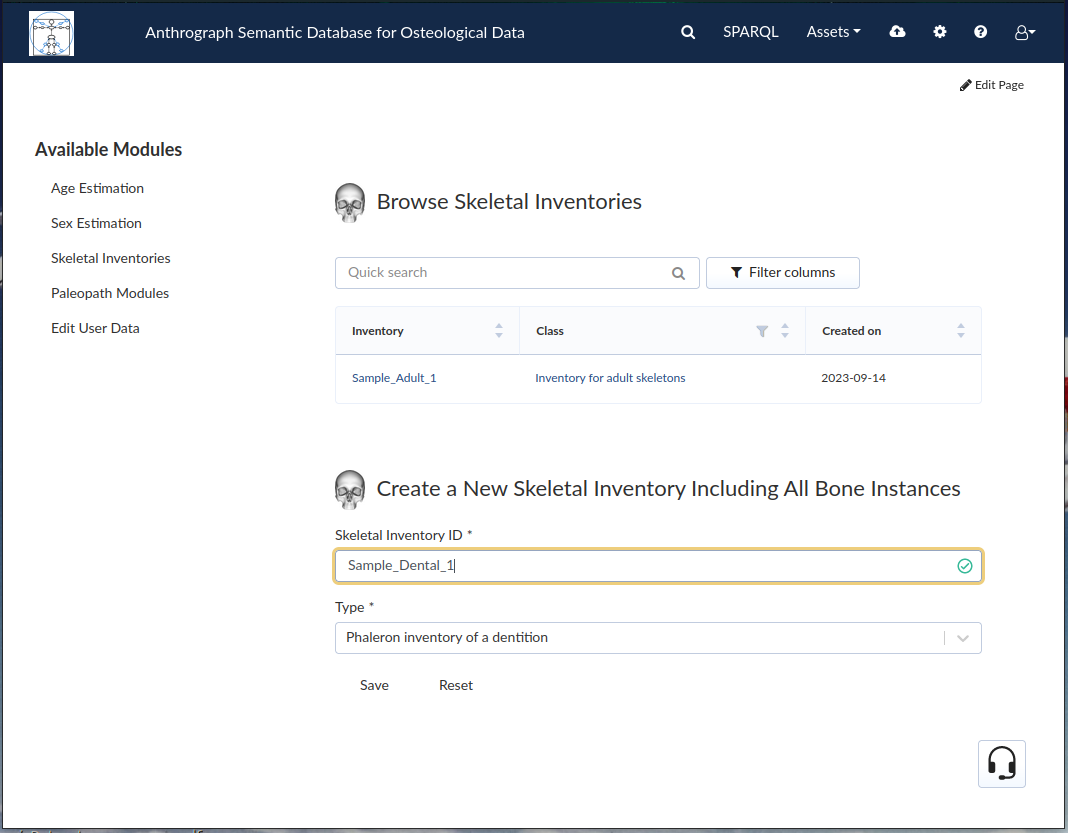 Anthrograph Semantic Database for Osteological Data
SPARQL
Assets
Edit Page
Available Modules
Age Estimation
Sex Estimation
Skeletal Inventories
Paleopath Modules
Edit User Data
Browse Skeletal Inventories
Quick search
Filter columns
Inventory Class Created on
Sample_Adult_1 Inventory for adult skeletons 2023-09-14
Create a New Skeletal Inventory Including All Bone Instances
Skeletal Inventory ID *
Sample_Dental_1
Type *
Phaleron inventory of a dentition
Save Reset